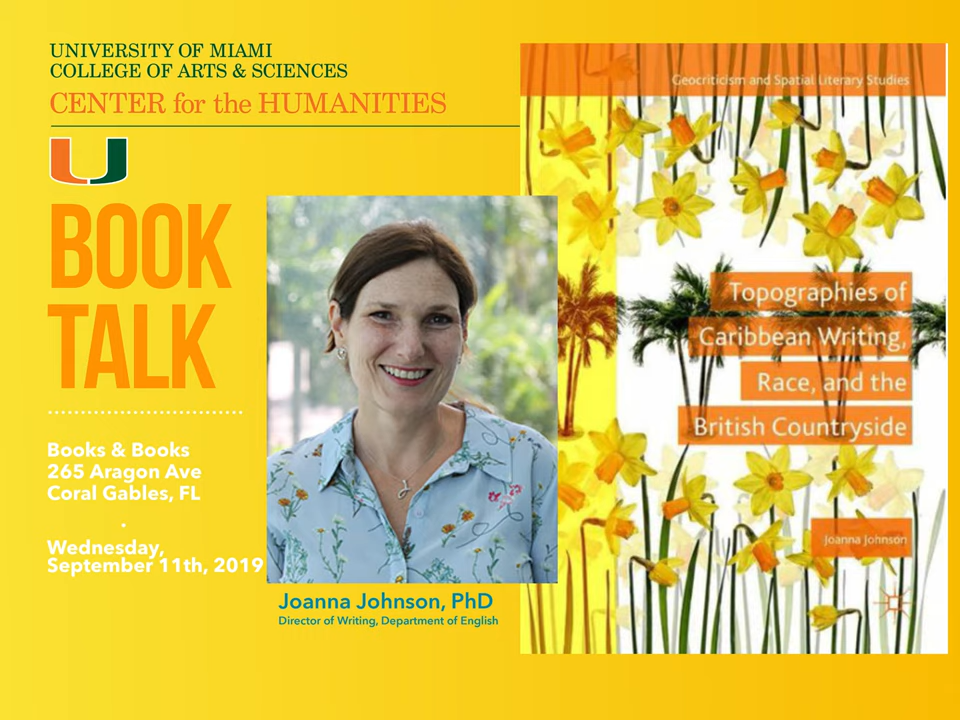 UNIVERSITY OF MIAMI
COLLEGE OF ARTS & SCIENCES
CENTER for the HUMANITIES
BOOK
TALK
Books & Books
265 Aragon Ave
Coral Gables, FL
.
Wednesday,
September 11th, 2019
Joanna Johnson, PhD
Director of Writing, Department of English
Geocriticism and Spatial Literary Studies
Topographies of
Caribbean Writing,
Race, and the
British Countryside
Joanna Johnson